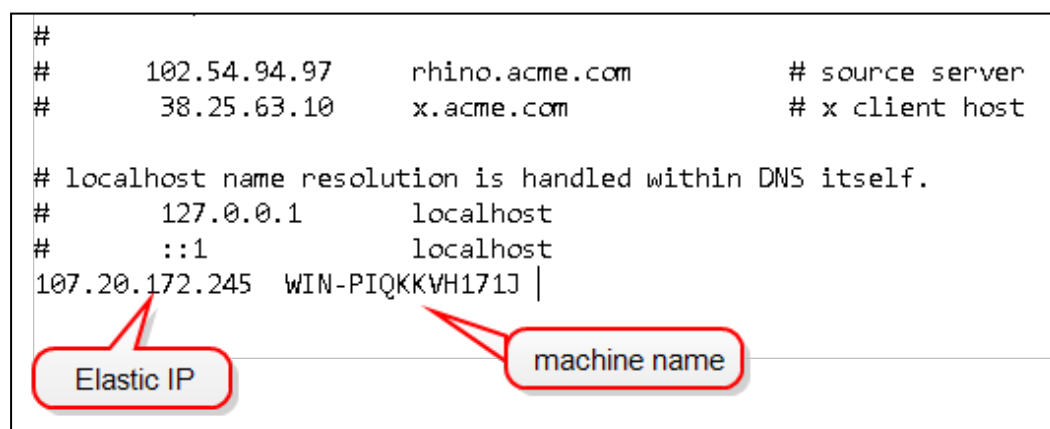 #
#       102.54.94.97     rhino.acme.com          # source server
#        38.25.63.10     x.acme.com              # x client host
# localhost name resolution is handled within DNS itself.
#       127.0.0.1       localhost
#       ::1             localhost
107.20.172.245  WIN-PIQKKVH171J
Elastic IP
machine name